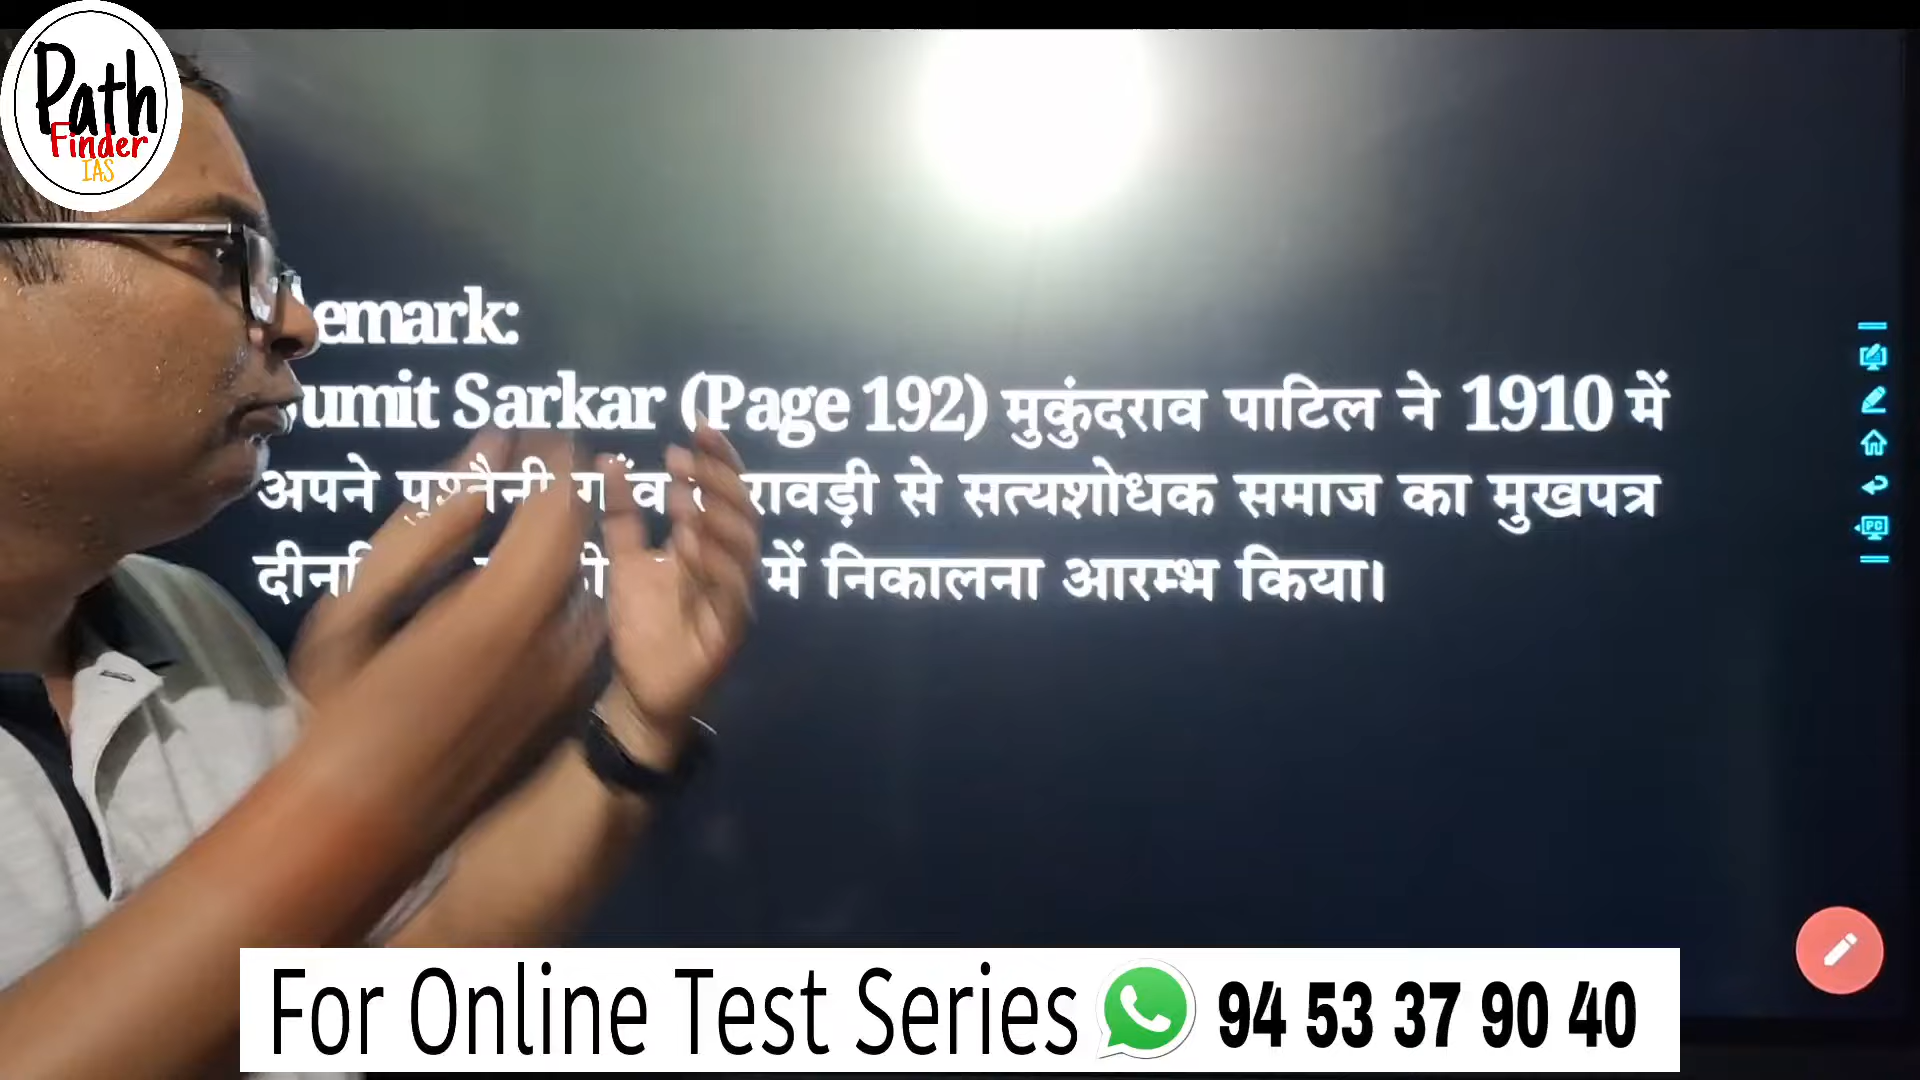 Path
Finder
IAS
emark:
umit Sarkar (Page 192) मुकुंदराव पाटिल ने 1910 में
अपने पुश्तैनी से सत्यशोधक समाज का मुखपत्र
में निकालना आरम्भ किया।
PC
For Online Test Series 94 53 37 90 40